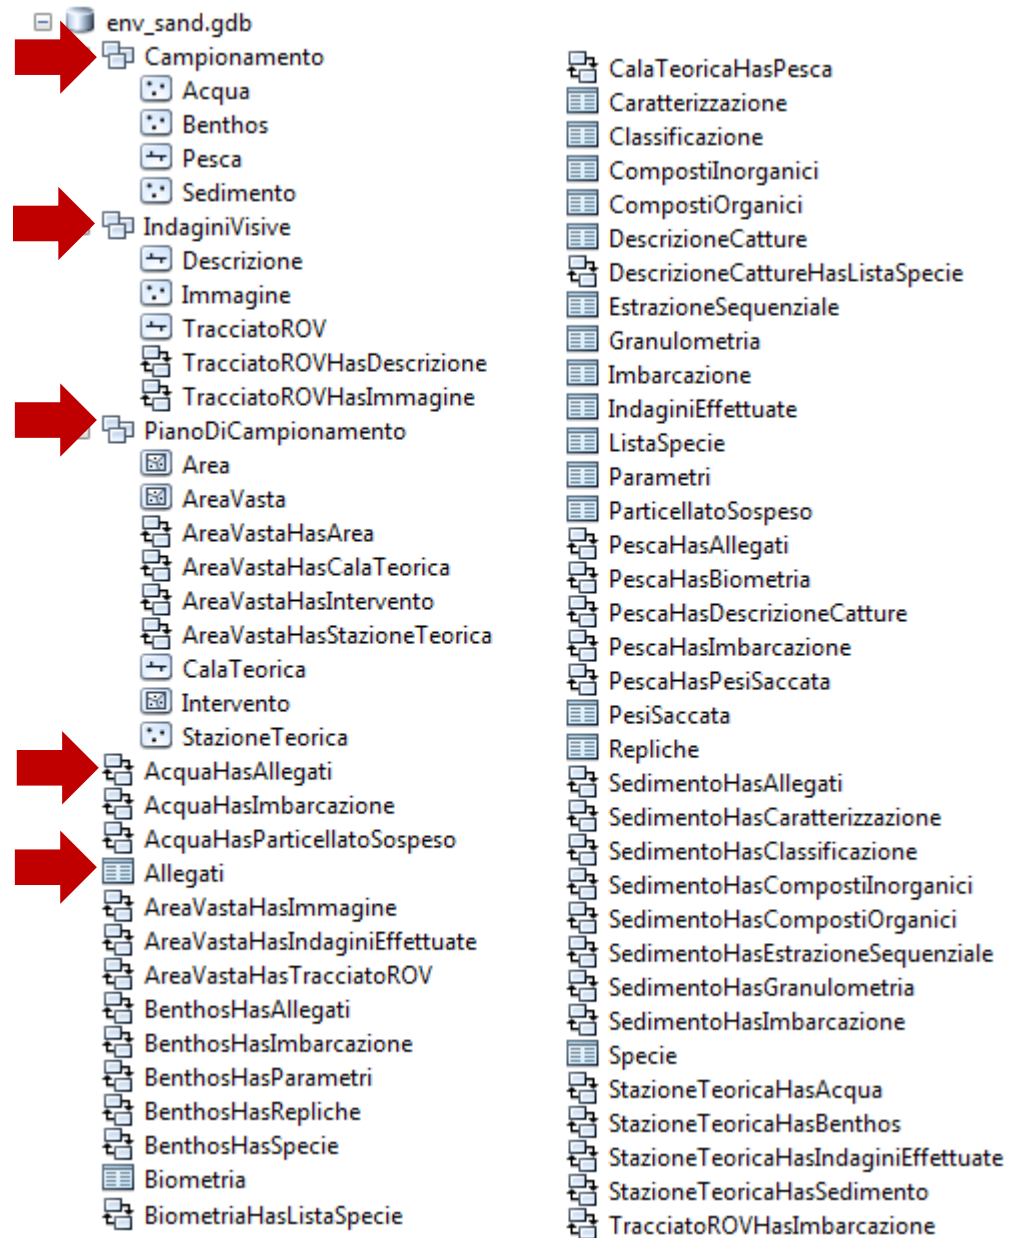 env_sand.gdb
Campionamento
Acqua
Benthos
Pesca
Sedimento
IndaginiVisive
Descrizione
Immagine
TracciatoROV
TracciatoROVHasDescrizione
TracciatoROVHasImmagine
PianoDiCampionamento
Area
AreaVasta
AreaVastaHasArea
AreaVastaHasCalaTeorica
AreaVastaHasIntervento
AreaVastaHasStazioneTeorica
CalaTeorica
Intervento
StazioneTeorica
AcquaHasAllegati
AcquaHasImbarcazione
AcquaHasParticellatoSospeso
Allegati
AreaVastaHasImmagine
AreaVastaHasIndaginiEffettuate
AreaVastaHasTracciatoROV
BenthosHasAllegati
BenthosHasImbarcazione
BenthosHasParametri
BenthosHasRepliche
BenthosHasSpecie
Biometria
BiometriaHasListaSpecie
CalaTeoricaHasPesca
Caratterizzazione
Classificazione
CompostiInorganici
CompostiOrganici
DescrizioneCatture
DescrizioneCattureHasListaSpecie
EstrazioneSequenziale
Granulometria
Imbarcazione
IndaginiEffettuate
ListaSpecie
Parametri
ParticellatoSospeso
PescaHasAllegati
PescaHasBiometria
PescaHasDescrizioneCatture
PescaHasImbarcazione
PescaHasPesiSaccata
PesiSaccata
Repliche
SedimentoHasAllegati
SedimentoHasCaratterizzazione
SedimentoHasClassificazione
SedimentoHasCompostiInorganici
SedimentoHasCompostiOrganici
SedimentoHasEstrazioneSequenziale
SedimentoHasGranulometria
SedimentoHasImbarcazione
Specie
StazioneTeoricaHasAcqua
StazioneTeoricaHasBenthos
StazioneTeoricaHasIndaginiEffettuate
StazioneTeoricaHasSedimento
TracciatoROVHasImbarcazione